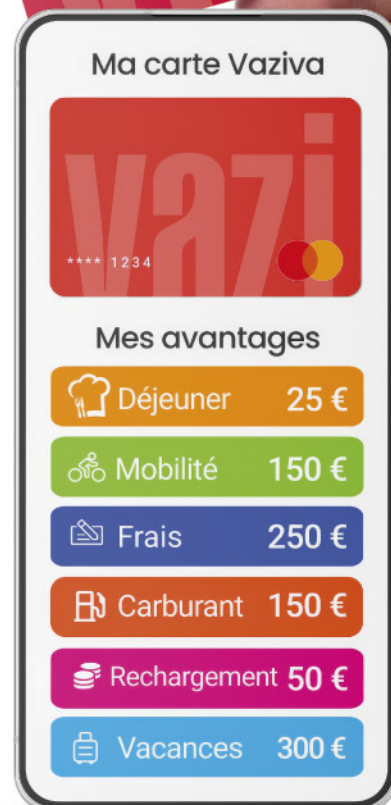 Ma carte Vaziva
vazi
**** 1234
Mes avantages
Déjeuner 25 €
Mobilité 150 €
Frais 250 €
Carburant 150 €
Rechargement 50 €
Vacances 300 €